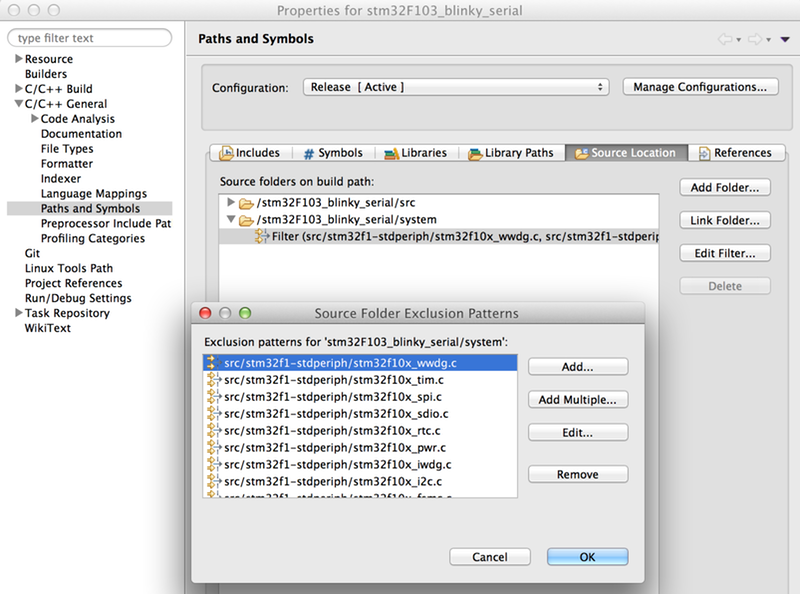 Properties for stm32F103_blinky_serial
type filter text
Resource
Builders
C/C++ Build
C/C++ General
Code Analysis
Documentation
File Types
Formatter
Indexer
Language Mappings
Paths and Symbols
Preprocessor Include Pat
Profiling Categories
Git
Linux Tools Path
Project References
Run/Debug Settings
Task Repository
WikiText
Paths and Symbols
Configuration: Release [ Active ] Manage Configurations...
Includes # Symbols Libraries Library Paths Source Location References
Source folders on build path:
/stm32F103_blinky_serial/src
/stm32F103_blinky_serial/system
Filter (src/stm32f1-stdperiph/stm32f10x_wwdg.c, src/stm32f1-stdperip
Add Folder...
Link Folder...
Edit Filter...
Delete
Source Folder Exclusion Patterns
Exclusion patterns for 'stm32F103_blinky_serial/system':
src/stm32f1-stdperiph/stm32f10x_wwdg.c
src/stm32f1-stdperiph/stm32f10x_tim.c
src/stm32f1-stdperiph/stm32f10x_spi.c
src/stm32f1-stdperiph/stm32f10x_sdio.c
src/stm32f1-stdperiph/stm32f10x_rtc.c
src/stm32f1-stdperiph/stm32f10x_pwr.c
src/stm32f1-stdperiph/stm32f10x_iwdg.c
src/stm32f1-stdperiph/stm32f10x_i2c.c
src/stm32f1-stdperiph/stm32f10x_fsmc.c
Add...
Add Multiple...
Edit...
Remove
Cancel
OK